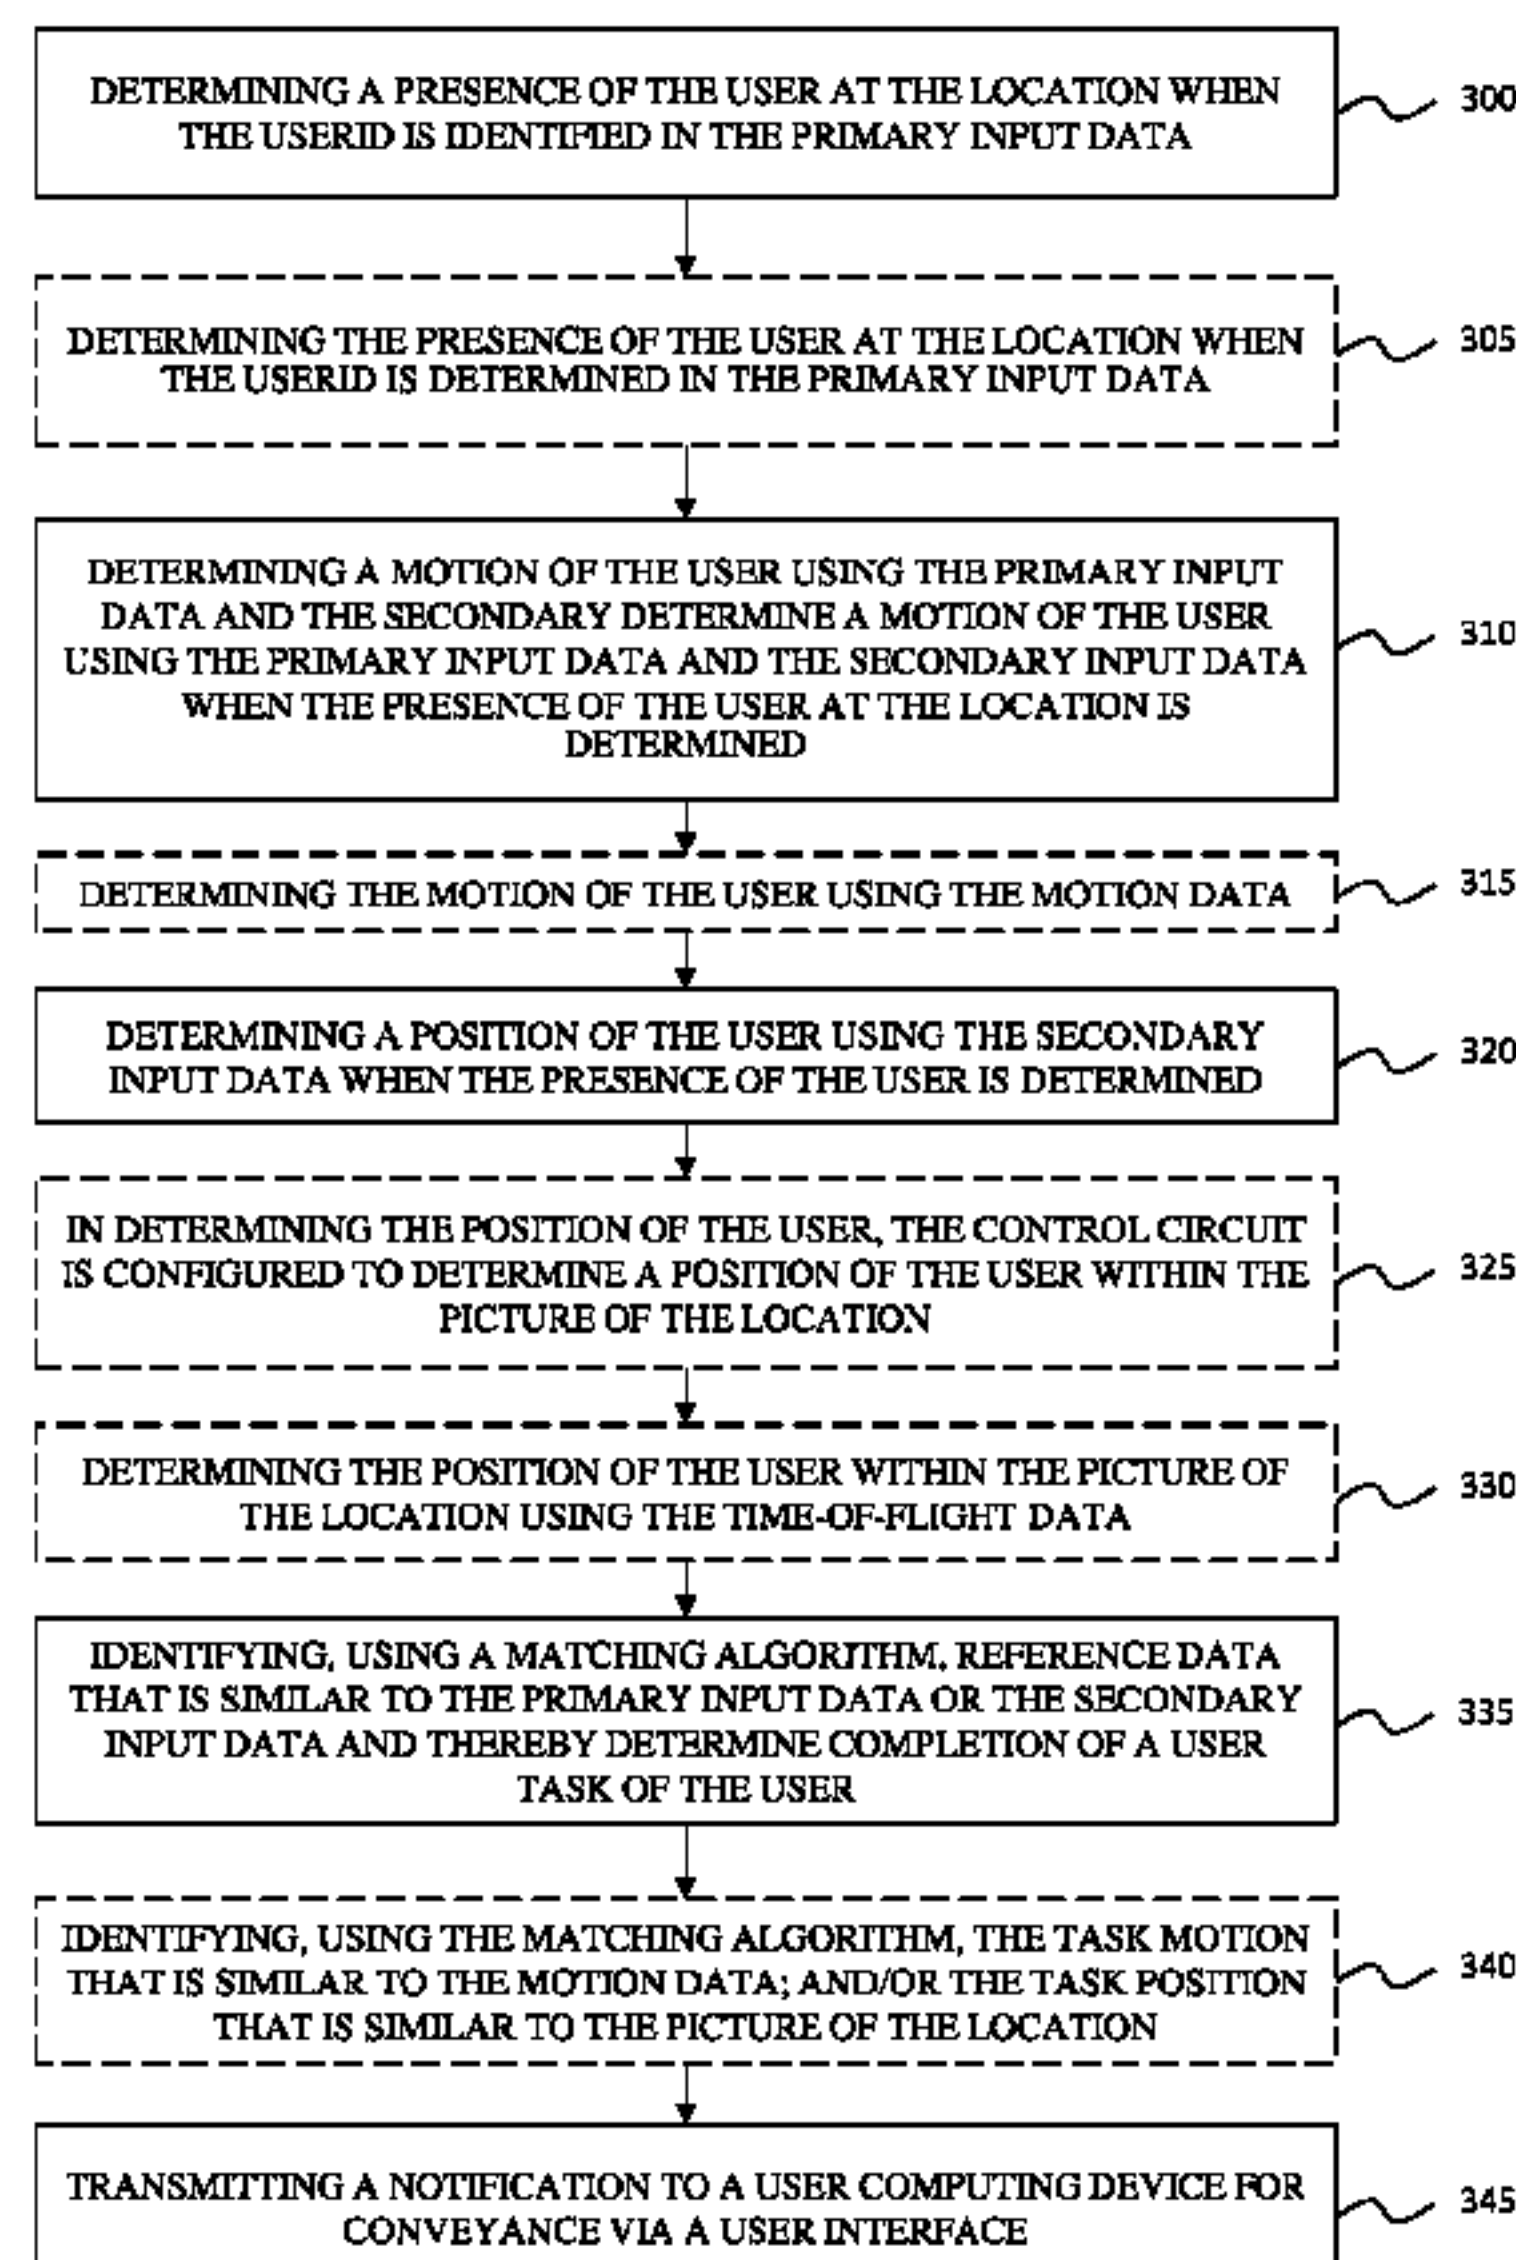 DETERMINING A PRESENCE OF THE USER AT THE LOCATION WHEN
THE USERID IS IDENTIFIED IN THE PRIMARY INPUT DATA
300
DETERMINING THE PRESENCE OF THE USER AT THE LOCATION WHEN
THE USERID IS DETERMINED IN THE PRIMARY INPUT DATA
305
DETERMINING A MOTION OF THE USER USING THE PRIMARY INPUT
DATA AND THE SECONDARY DETERMINE A MOTION OF THE USER
USING THE PRIMARY INPUT DATA AND THE SECONDARY INPUT DATA
WHEN THE PRESENCE OF THE USER AT THE LOCATION IS
DETERMINED
310
DETERMINING THE MOTION OF THE USER USING THE MOTION DATA
315
DETERMINING A POSITION OF THE USER USING THE SECONDARY
INPUT DATA WHEN THE PRESENCE OF THE USER IS DETERMINED
320
IN DETERMINING THE POSITION OF THE USER, THE CONTROL CIRCUIT
IS CONFIGURED TO DETERMINE A POSITION OF THE USER WITHIN THE
PICTURE OF THE LOCATION
325
DETERMINING THE POSITION OF THE USER WITHIN THE PICTURE OF
THE LOCATION USING THE TIME-OF-FLIGHT DATA
330
IDENTIFYING, USING A MATCHING ALGORITHM, REFERENCE DATA
THAT IS SIMILAR TO THE PRIMARY INPUT DATA OR THE SECONDARY
INPUT DATA AND THEREBY DETERMINE COMPLETION OF A USER
TASK OF THE USER
335
IDENTIFYING, USING THE MATCHING ALGORITHM, THE TASK MOTION
THAT IS SIMILAR TO THE MOTION DATA; AND/OR THE TASK POSITION
THAT IS SIMILAR TO THE PICTURE OF THE LOCATION
340
TRANSMITTING A NOTIFICATION TO A USER COMPUTING DEVICE FOR
CONVEYANCE VIA A USER INTERFACE
345